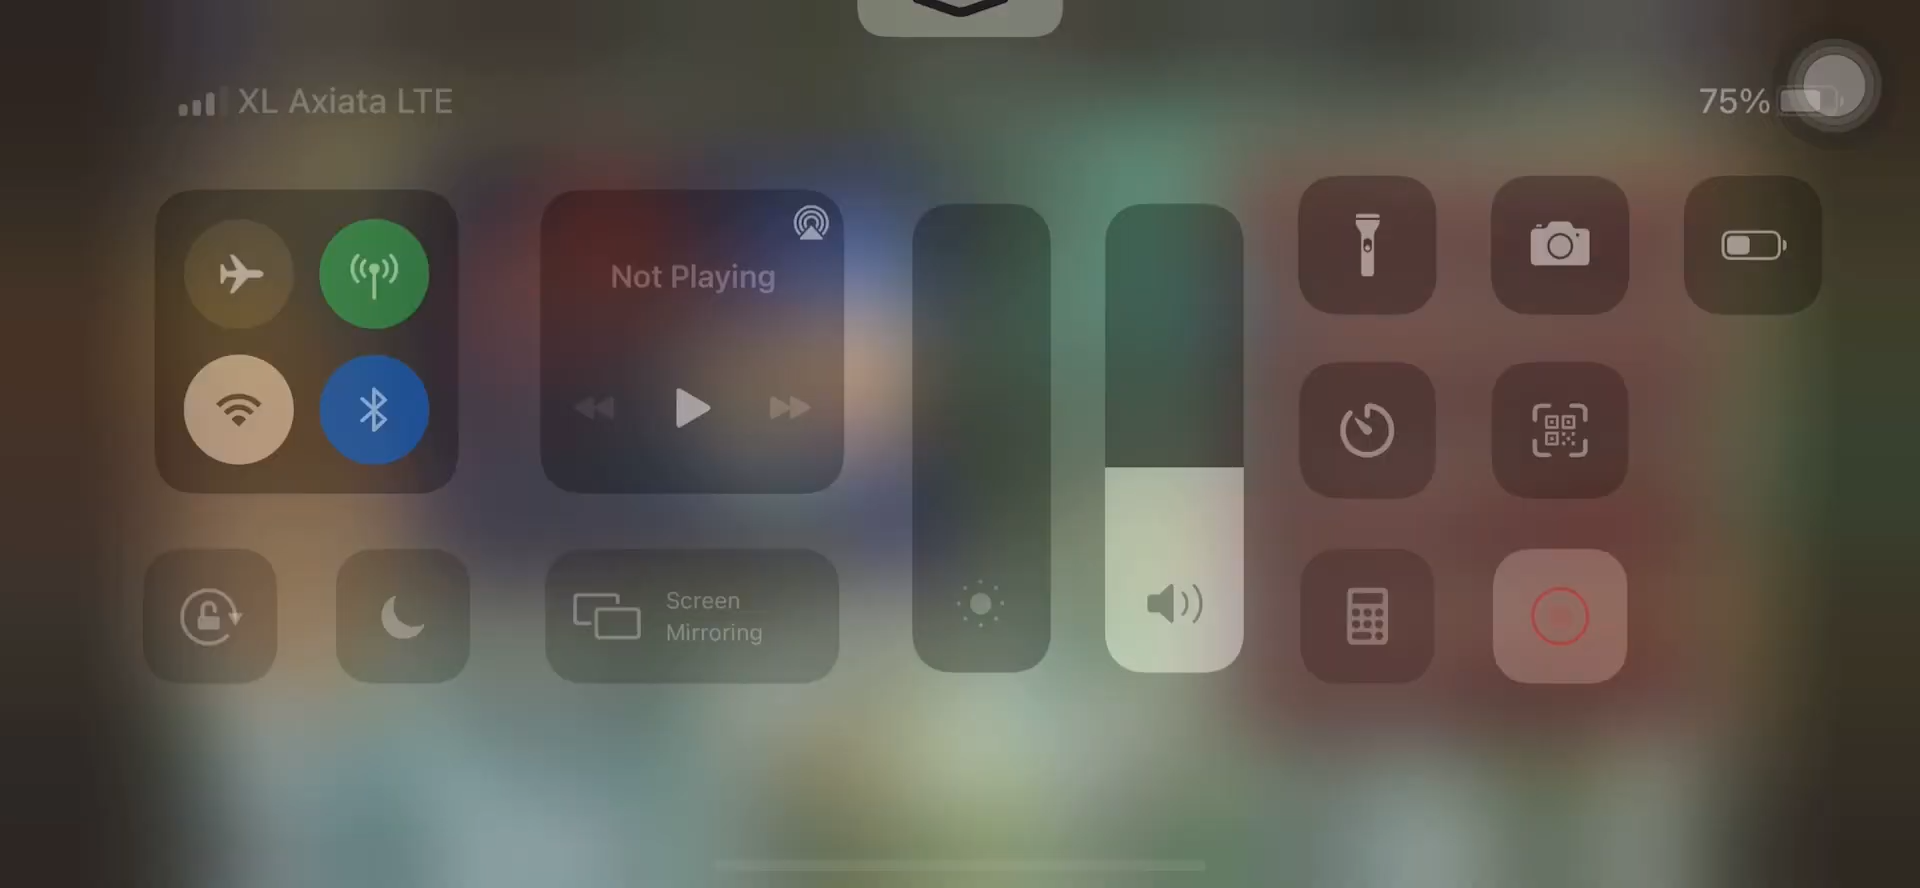 XL Axiata LTE
75%
Not Playing
Screen
Mirroring